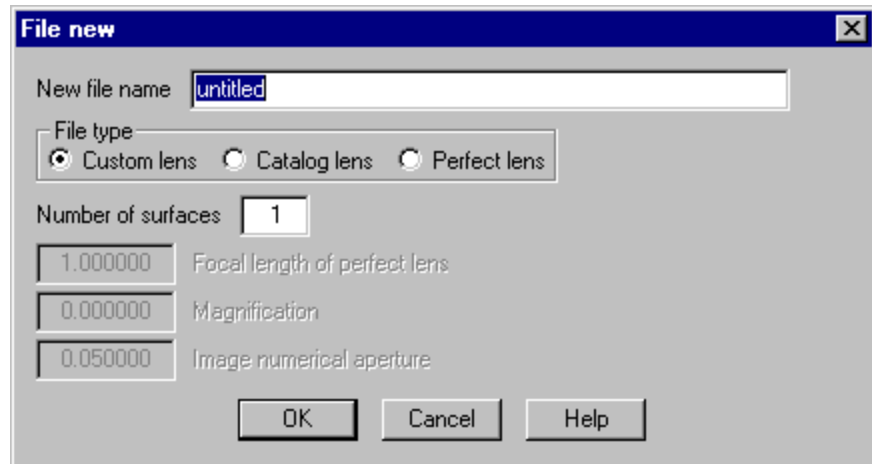 File new
New file name untitled
File type
Custom lens Catalog lens Perfect lens
Number of surfaces 1
1.000000 Focal length of perfect lens
0.000000 Magnification
0.050000 Image numerical aperture
OK Cancel Help